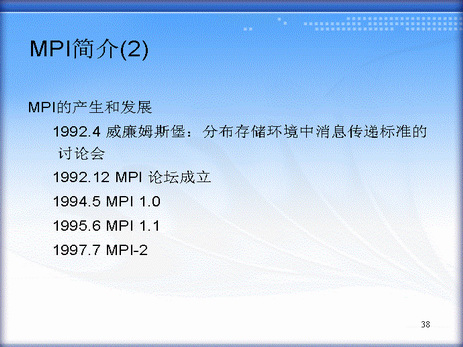 MPI简介(2)
MPI的产生和发展
1992.4 威廉姆斯堡：分布存储环境中消息传递标准的
讨论会
1992.12 MPI 论坛成立
1994.5 MPI 1.0
1995.6 MPI 1.1
1997.7 MPI-2
38